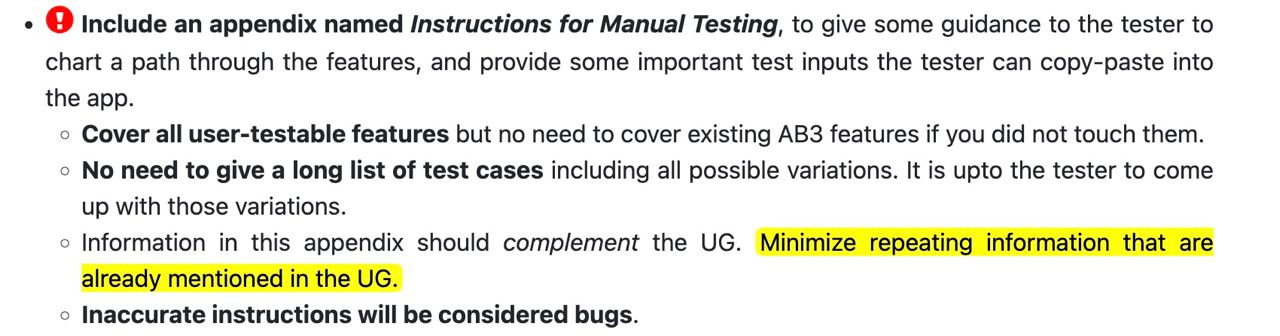 • ! Include an appendix named Instructions for Manual Testing, to give some guidance to the tester to
chart a path through the features, and provide some important test inputs the tester can copy-paste into
the app.
◦ Cover all user-testable features but no need to cover existing AB3 features if you did not touch them.
◦ No need to give a long list of test cases including all possible variations. It is upto the tester to come
up with those variations.
◦ Information in this appendix should complement the UG. Minimize repeating information that are
already mentioned in the UG.
◦ Inaccurate instructions will be considered bugs.